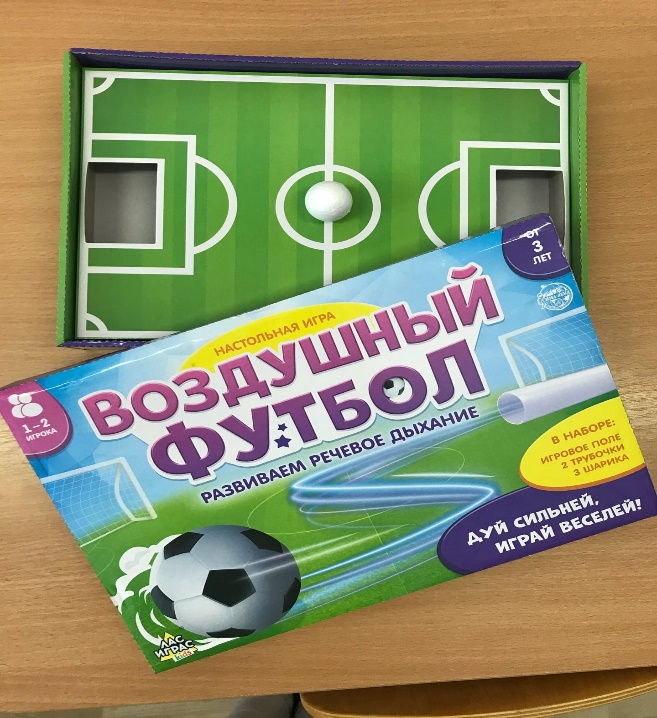 ОТ
3
ЛЕТ
НАСТОЛЬНАЯ ИГРА
ВОЗДУШНЫЙ
ФУТБОЛ
РАЗВИВАЕМ РЕЧЕВОЕ ДЫХАНИЕ
1-2
ИГРОКА
В НАБОРЕ:
ИГРОВОЕ ПОЛЕ
2 ТРУБОЧКИ
3 ШАРИКА
ДУЙ СИЛЬНЕЙ,
ИГРАЙ ВЕСЕЛЕЙ!
ЛАС
ИГРАС
kids